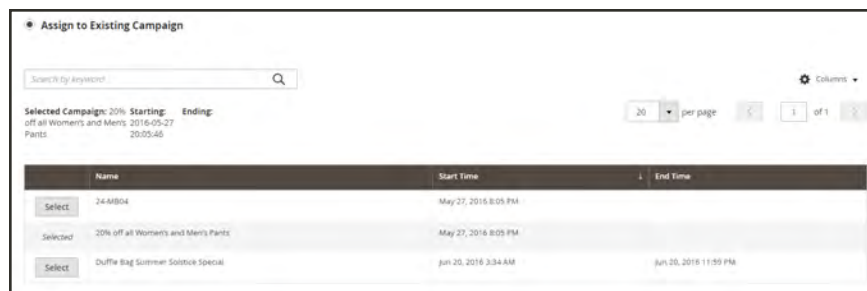 Assign to Existing Campaign
Search by keyword
Columns
Selected Campaign: 20% Starting: Ending:
off all Women's and Men's 2016-05-27
Pants 20:05:46
20 per page 1 of 1
Name Start Time ↓ End Time
Select 24-MB04 May 27, 2016 8:05 PM
Selected 20% off all Women's and Men's Pants May 27, 2016 8:05 PM
Select Duffle Bag Summer Solstice Special Jun 20, 2016 3:34 AM Jun 20, 2016 11:59 PM